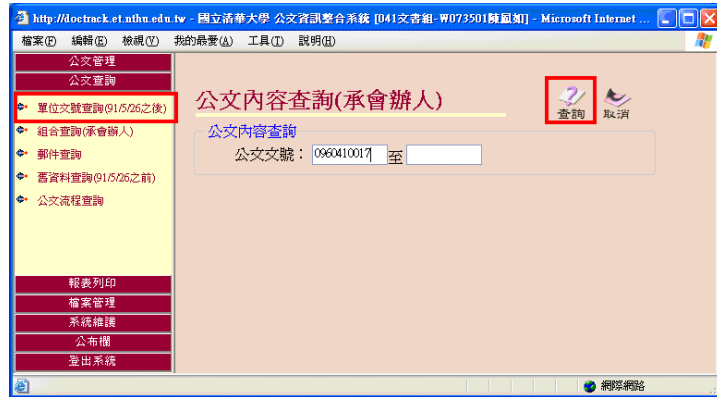 http://doctrack.et.nthu.edu.tw - 國立清華大學 公文資訊整合系統 [041文書組-W073501陳鳳如] - Microsoft Internet ...
檔案(F) 編輯(E) 檢視(V) 我的最愛(A) 工具(T) 說明(H)
公文管理
公文查詢
單位文號查詢(91/5/26之後)
組合查詢(承會辦人)
郵件查詢
舊資料查詢(91/5/26之前)
公文流程查詢
報表列印
檔案管理
系統維護
公布欄
登出系統
公文內容查詢(承會辦人)
查詢 取消
公文內容查詢
公文文號： 0960410017 至
網際網路